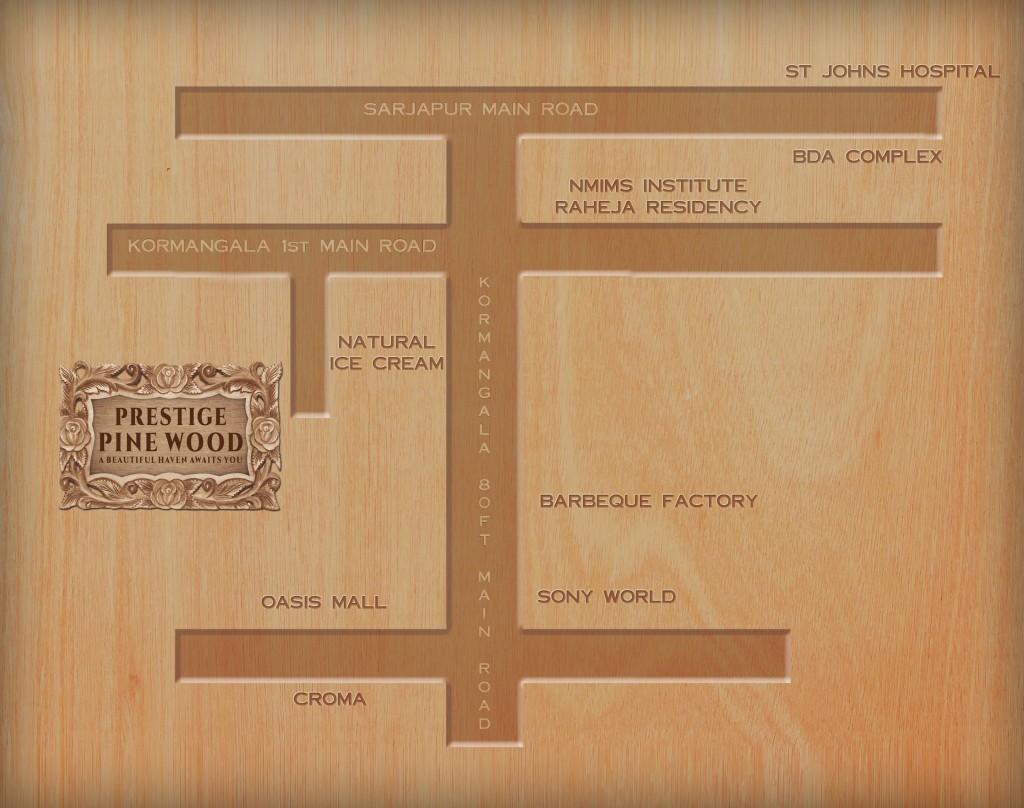 ST JOHNS HOSPITAL
SARJAPUR MAIN ROAD
BDA COMPLEX
NMIMS INSTITUTE
RAHEJA RESIDENCY
KORMANGALA 1ST MAIN ROAD
KORMANGALA 80FT MAIN ROAD
NATURAL
ICE CREAM
PRESTIGE
PINE WOOD
A BEAUTIFUL HAVEN AWAITS YOU
BARBEQUE FACTORY
OASIS MALL
SONY WORLD
CROMA